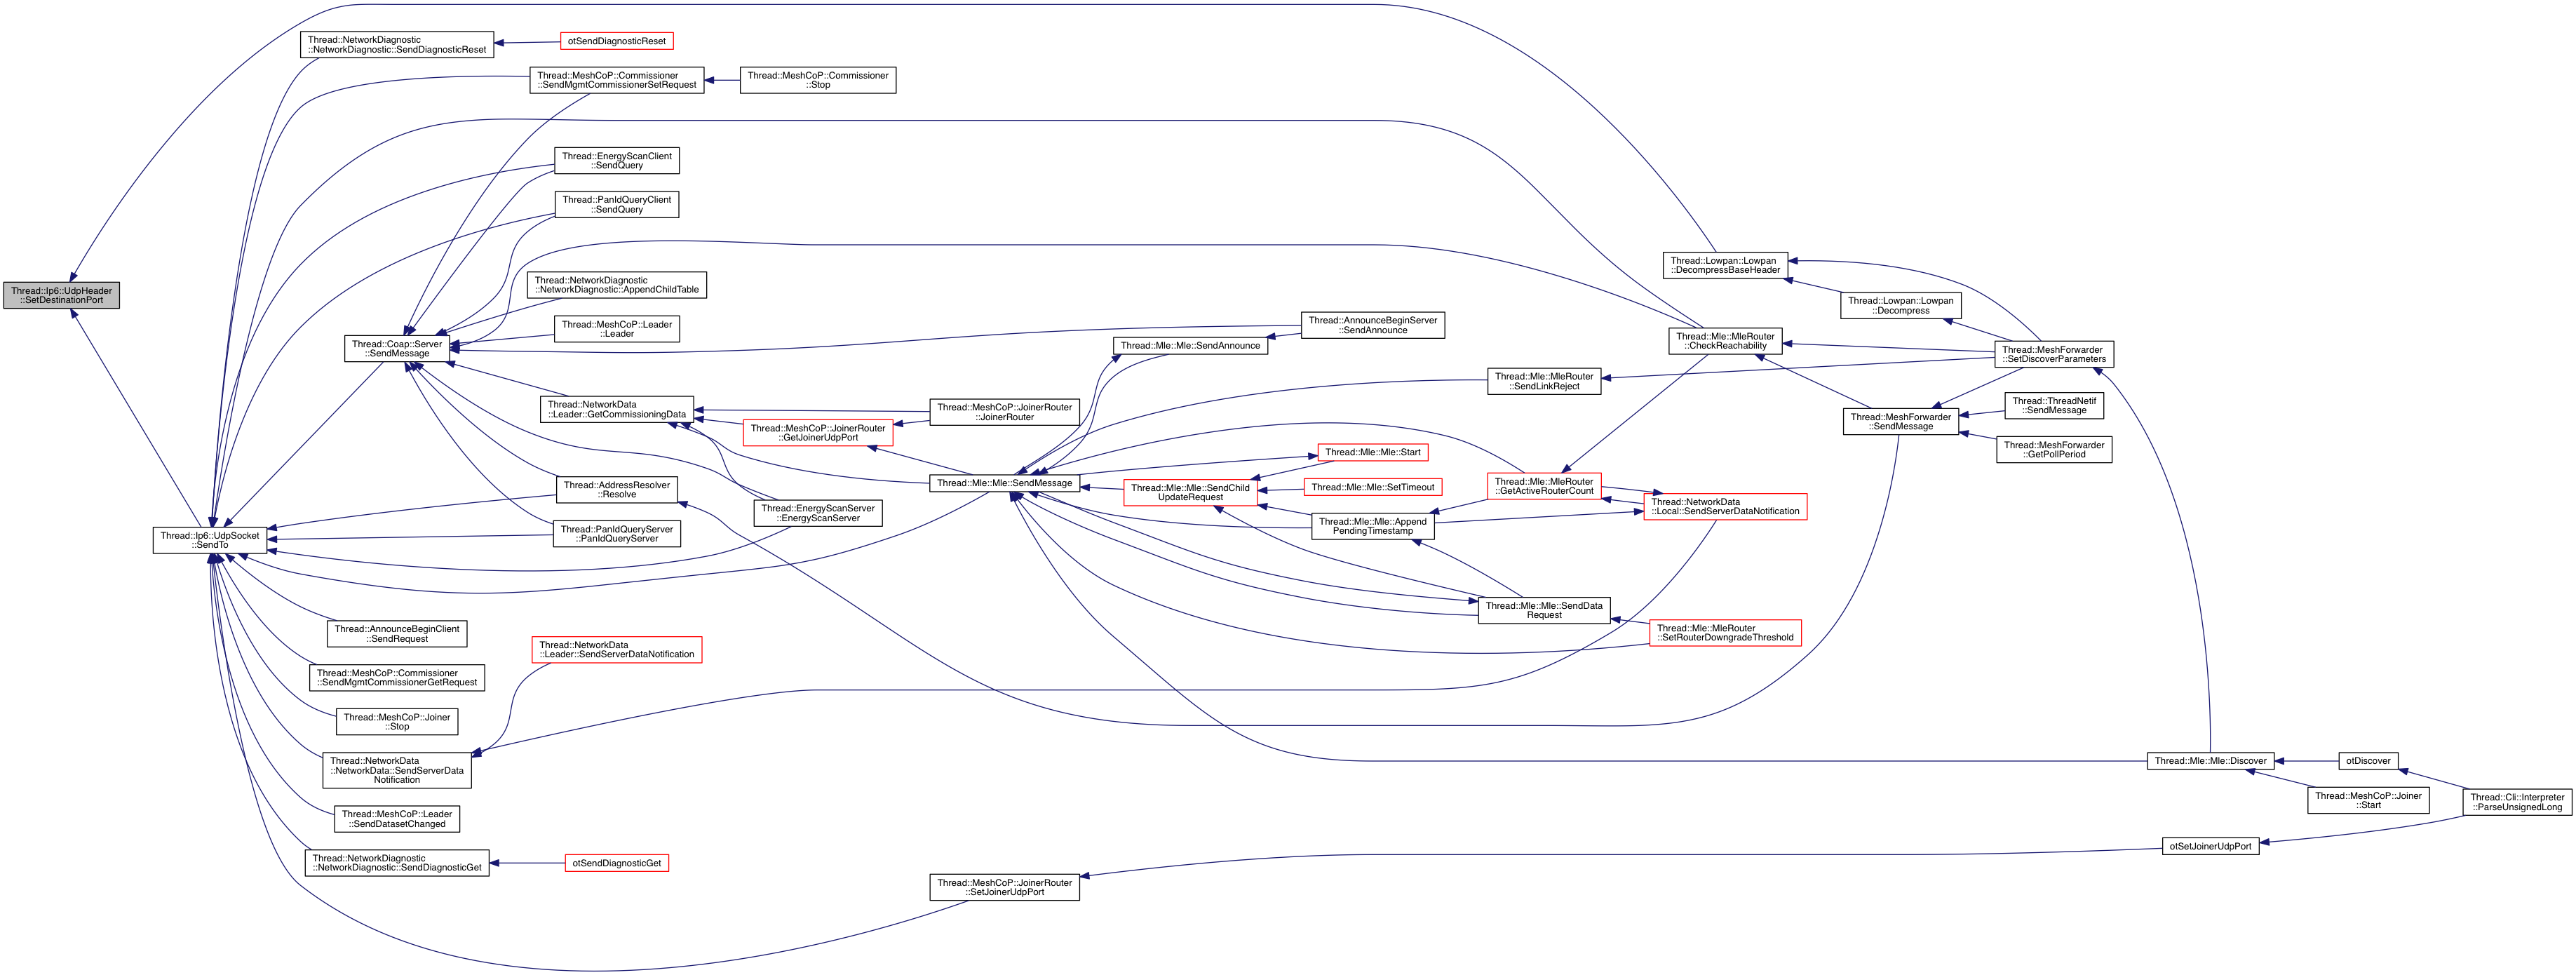 Thread::Ip6::UdpHeader
::SetDestinationPort
Thread::Ip6::UdpSocket
::SendTo
Thread::NetworkDiagnostic
::NetworkDiagnostic::SendDiagnosticReset
otSendDiagnosticReset
Thread::MeshCoP::Commissioner
::SendMgmtCommissionerSetRequest
Thread::MeshCoP::Commissioner
::Stop
Thread::EnergyScanClient
::SendQuery
Thread::PanIdQueryClient
::SendQuery
Thread::NetworkDiagnostic
::NetworkDiagnostic::AppendChildTable
Thread::MeshCoP::Leader
::Leader
Thread::Coap::Server
::SendMessage
Thread::NetworkData
::Leader::GetCommissioningData
Thread::MeshCoP::JoinerRouter
::GetJoinerUdpPort
Thread::MeshCoP::JoinerRouter
::JoinerRouter
Thread::AddressResolver
::Resolve
Thread::PanIdQueryServer
::PanIdQueryServer
Thread::EnergyScanServer
::EnergyScanServer
Thread::Mle::Mle::SendMessage
Thread::Mle::Mle::SendAnnounce
Thread::AnnounceBeginServer
::SendAnnounce
Thread::Mle::Mle::Start
Thread::Mle::Mle::SendChild
UpdateRequest
Thread::Mle::Mle::SetTimeout
Thread::Mle::Mle::Append
PendingTimestamp
Thread::Mle::MleRouter
::SendLinkReject
Thread::Mle::MleRouter
::GetActiveRouterCount
Thread::Mle::Mle::SendData
Request
Thread::NetworkData
::Local::SendServerDataNotification
Thread::Mle::MleRouter
::SetRouterDowngradeThreshold
Thread::Lowpan::Lowpan
::DecompressBaseHeader
Thread::Lowpan::Lowpan
::Decompress
Thread::Mle::MleRouter
::CheckReachability
Thread::MeshForwarder
::SendMessage
Thread::MeshForwarder
::SetDiscoverParameters
Thread::ThreadNetif
::SendMessage
Thread::MeshForwarder
::GetPollPeriod
Thread::AnnounceBeginClient
::SendRequest
Thread::MeshCoP::Commissioner
::SendMgmtCommissionerGetRequest
Thread::MeshCoP::Joiner
::Stop
Thread::NetworkData
::NetworkData::SendServerData
Notification
Thread::NetworkData
::Leader::SendServerDataNotification
Thread::MeshCoP::Leader
::SendDatasetChanged
Thread::NetworkDiagnostic
::NetworkDiagnostic::SendDiagnosticGet
otSendDiagnosticGet
Thread::MeshCoP::JoinerRouter
::SetJoinerUdpPort
Thread::Mle::Mle::Discover
otDiscover
Thread::MeshCoP::Joiner
::Start
otSetJoinerUdpPort
Thread::Cli::Interpreter
::ParseUnsignedLong